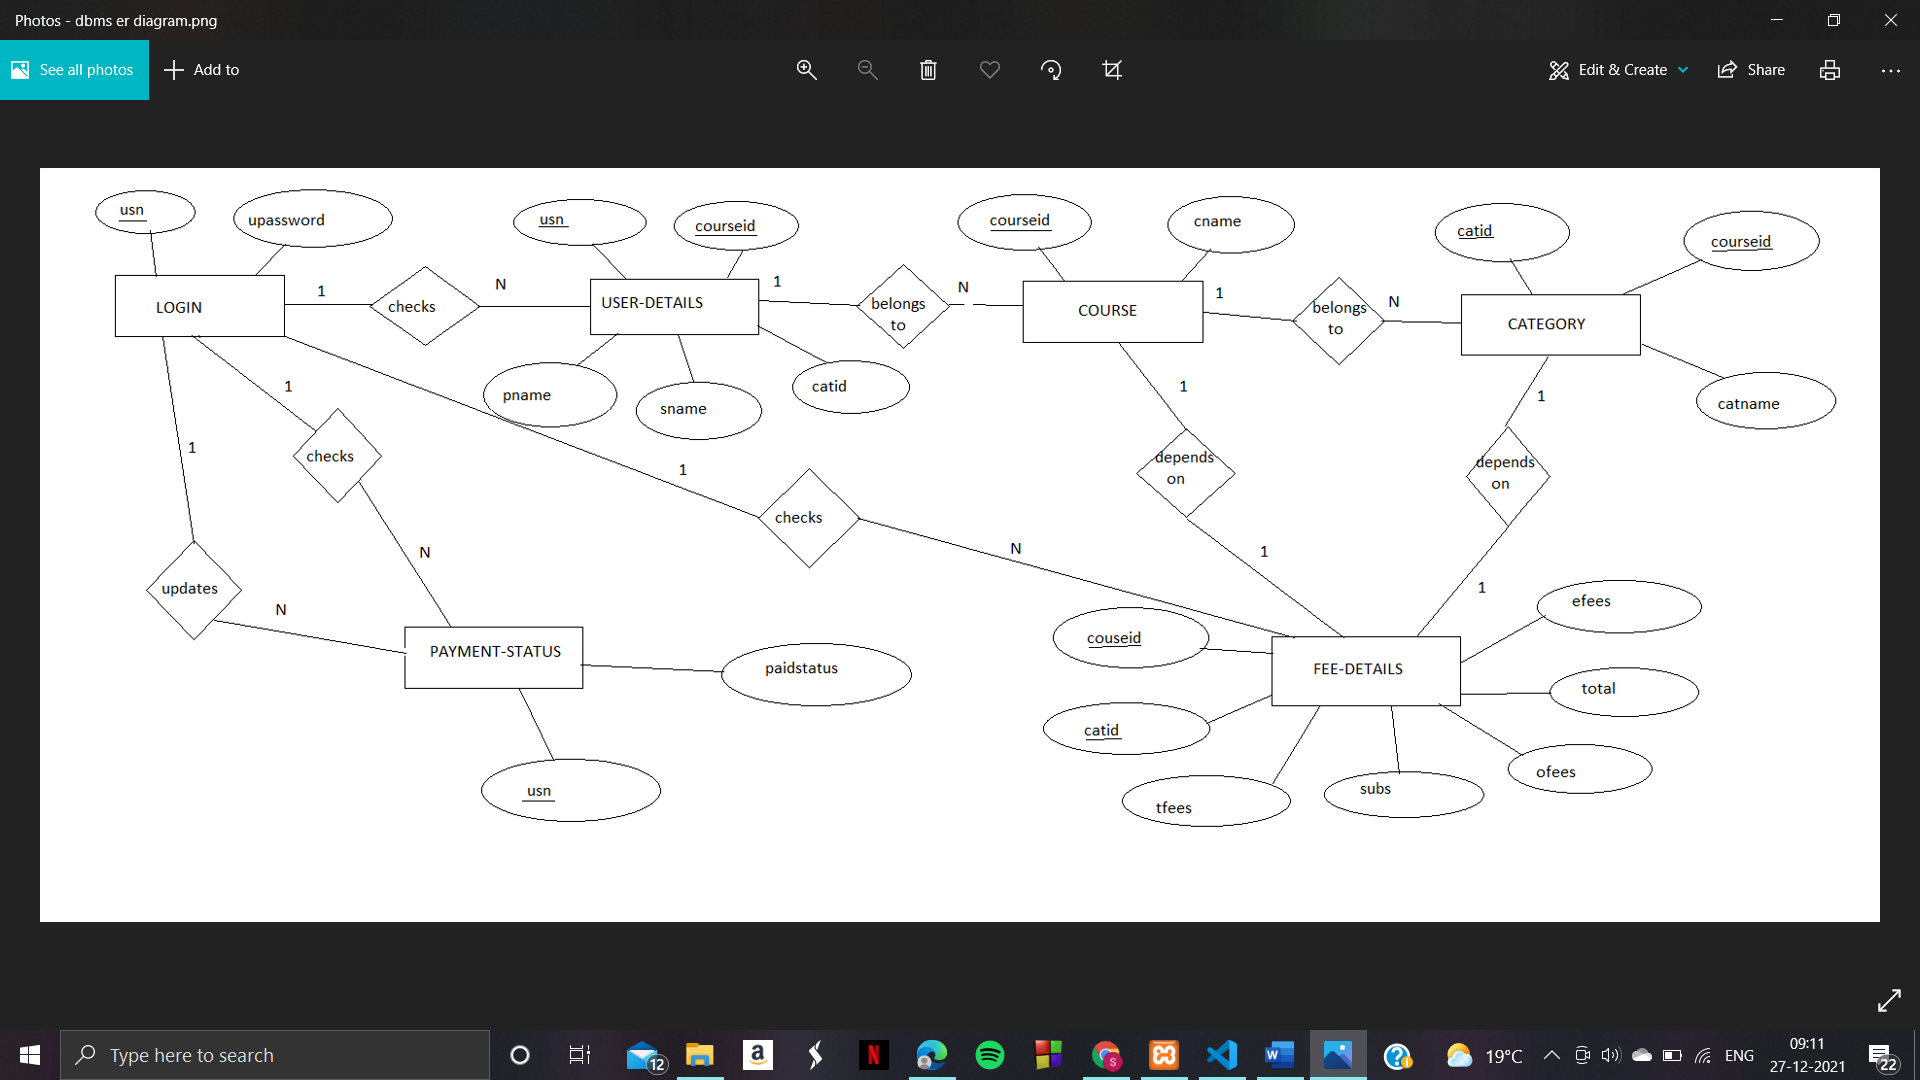 Photos - dbms er diagram.png
See all photos
Add to
Edit & Create
Share
usn
upassword
usn
courseid
courseid
cname
catid
courseid
LOGIN
1
checks
N
USER-DETAILS
1
belongs
to
N
COURSE
1
belongs
to
N
CATEGORY
pname
sname
catid
catname
1
1
checks
1
checks
N
1
depends
on
1
1
depends
on
1
N
updates
N
PAYMENT-STATUS
paidstatus
usn
couseid
FEE-DETAILS
efees
total
catid
ofees
tfees
subs
Type here to search
12
a
N
S
W
19°C
ENG
09:11
27-12-2021
22